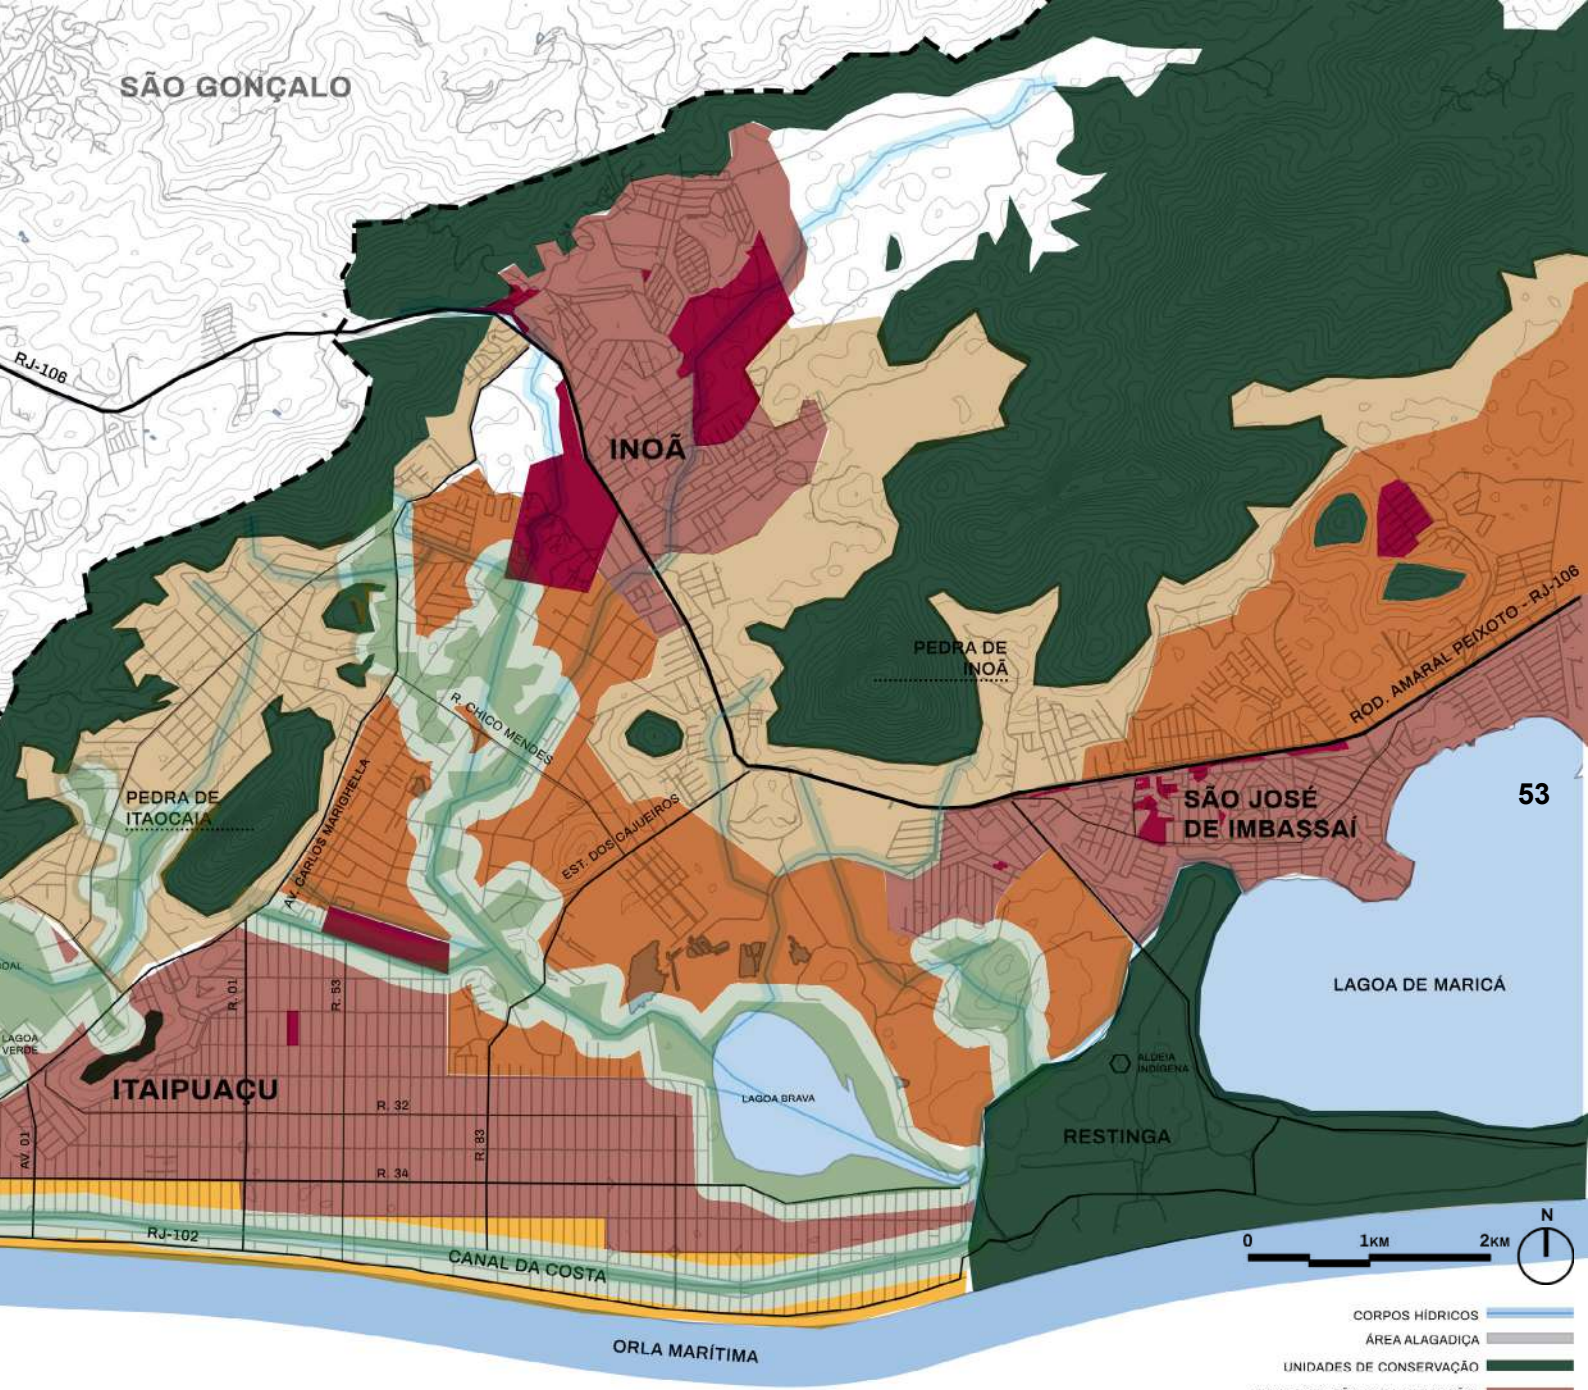 SÃO GONÇALO
RJ-106
INOÃ
PEDRA DE
INOÃ
ROD. AMARAL PEIXOTO - RJ-106
R. CHICO MENDES
PEDRA DE
ITAOCAIA
AV. CARLOS MARIGHELLA
EST. DOS CAJUEIROS
SÃO JOSÉ
DE IMBASSAÍ
53
LAGOA DE MARICÁ
R. 01
R. 53
LAGOA
VERDE
ITAIPUAÇU
LAGOA BRAVA
ALDEIA
INDÍGENA
R. 32
RESTINGA
AV. 01
R. 83
R. 34
RJ-102
CANAL DA COSTA
ORLA MARÍTIMA
N
0 1KM 2KM
CORPOS HÍDRICOS
ÁREA ALAGADIÇA
UNIDADES DE CONSERVAÇÃO